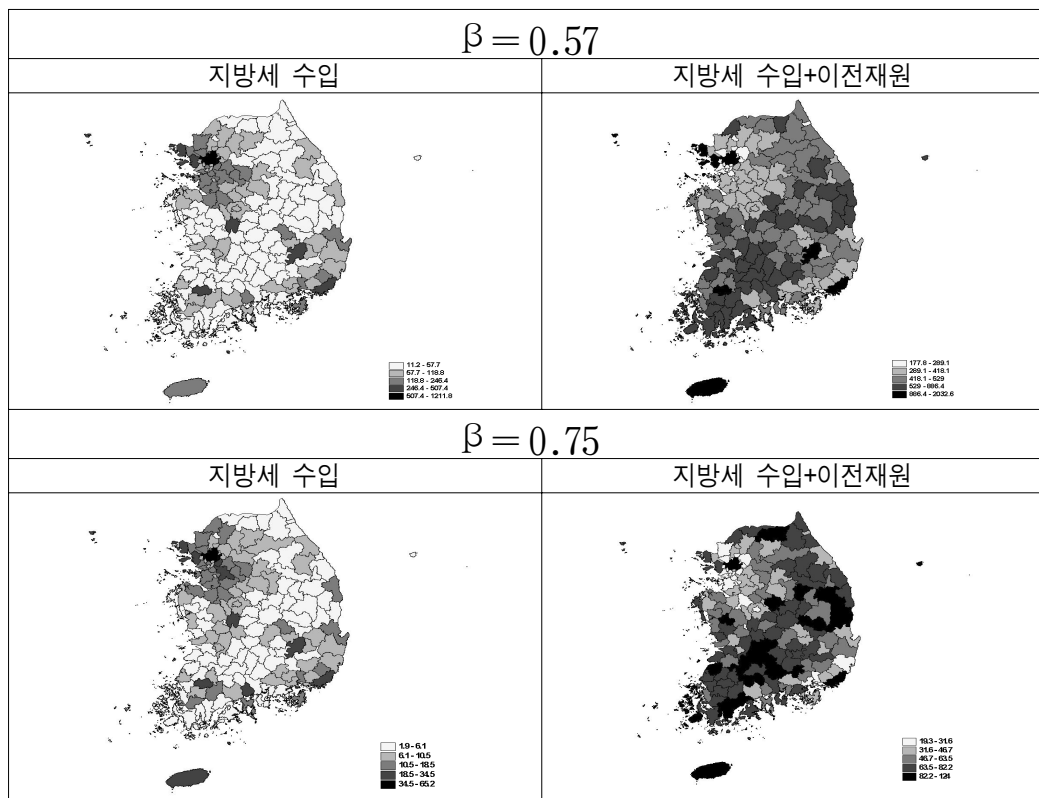 β=0.57
지방세 수입
지방세 수입+이전재원
11.2 - 57.7
57.7 - 118.8
118.8 - 246.4
246.4 - 507.4
507.4 - 1211.8
177.8 - 289.1
289.1 - 418.1
418.1 - 529
529 - 886.4
886.4 - 2032.6
β=0.75
지방세 수입
지방세 수입+이전재원
1.9 - 6.1
6.1 - 10.5
10.5 - 18.5
18.5 - 34.5
34.5 - 65.2
19.3 - 31.6
31.6 - 46.7
46.7 - 63.5
63.5 - 82.2
82.2 - 124